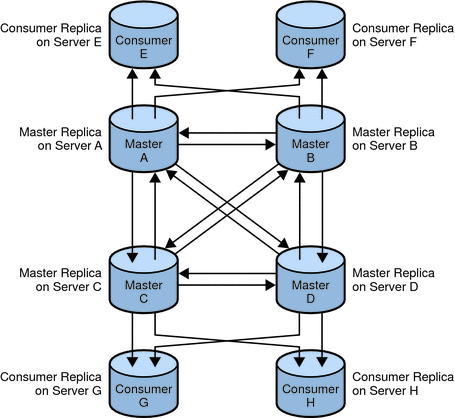 Consumer Replica
on Server E
Consumer
E
Consumer
F
Consumer Replica
on Server F
Master Replica
on Server A
Master
A
Master
B
Master Replica
on Server B
Master Replica
on Server C
Master
C
Master
D
Master Replica
on Server D
Consumer Replica
on Server G
Consumer
G
Consumer
H
Consumer Replica
on Server H